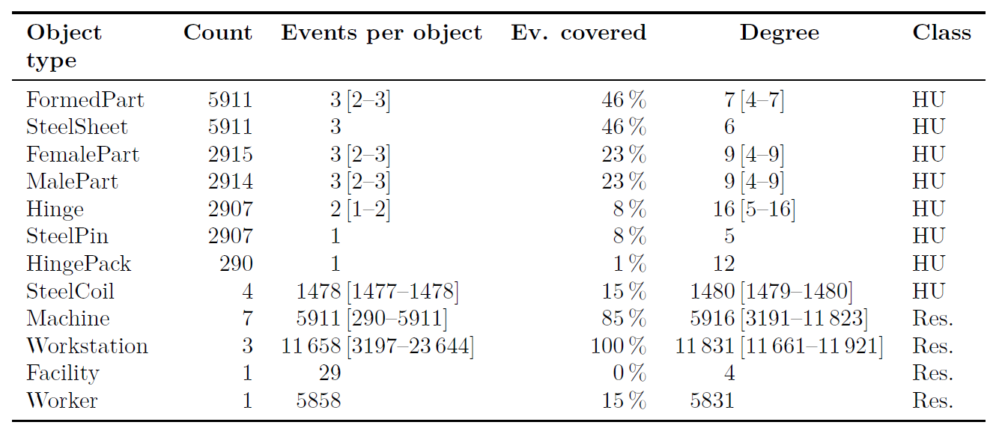 Object Count Events per object Ev. covered Degree Class
type
FormedPart 5911 3 [2–3] 46 % 7 [4–7] HU
SteelSheet 5911 3 46 % 6 HU
FemalePart 2915 3 [2–3] 23 % 9 [4–9] HU
MalePart 2914 3 [2–3] 23 % 9 [4–9] HU
Hinge 2907 2 [1–2] 8 % 16 [5–16] HU
SteelPin 2907 1 8 % 5 HU
HingePack 290 1 1 % 12 HU
SteelCoil 4 1478 [1477–1478] 15 % 1480 [1479–1480] HU
Machine 7 5911 [290–5911] 85 % 5916 [3191–11 823] Res.
Workstation 3 11 658 [3197–23 644] 100 % 11 831 [11 661–11 921] Res.
Facility 1 29 0 % 4 Res.
Worker 1 5858 15 % 5831 Res.